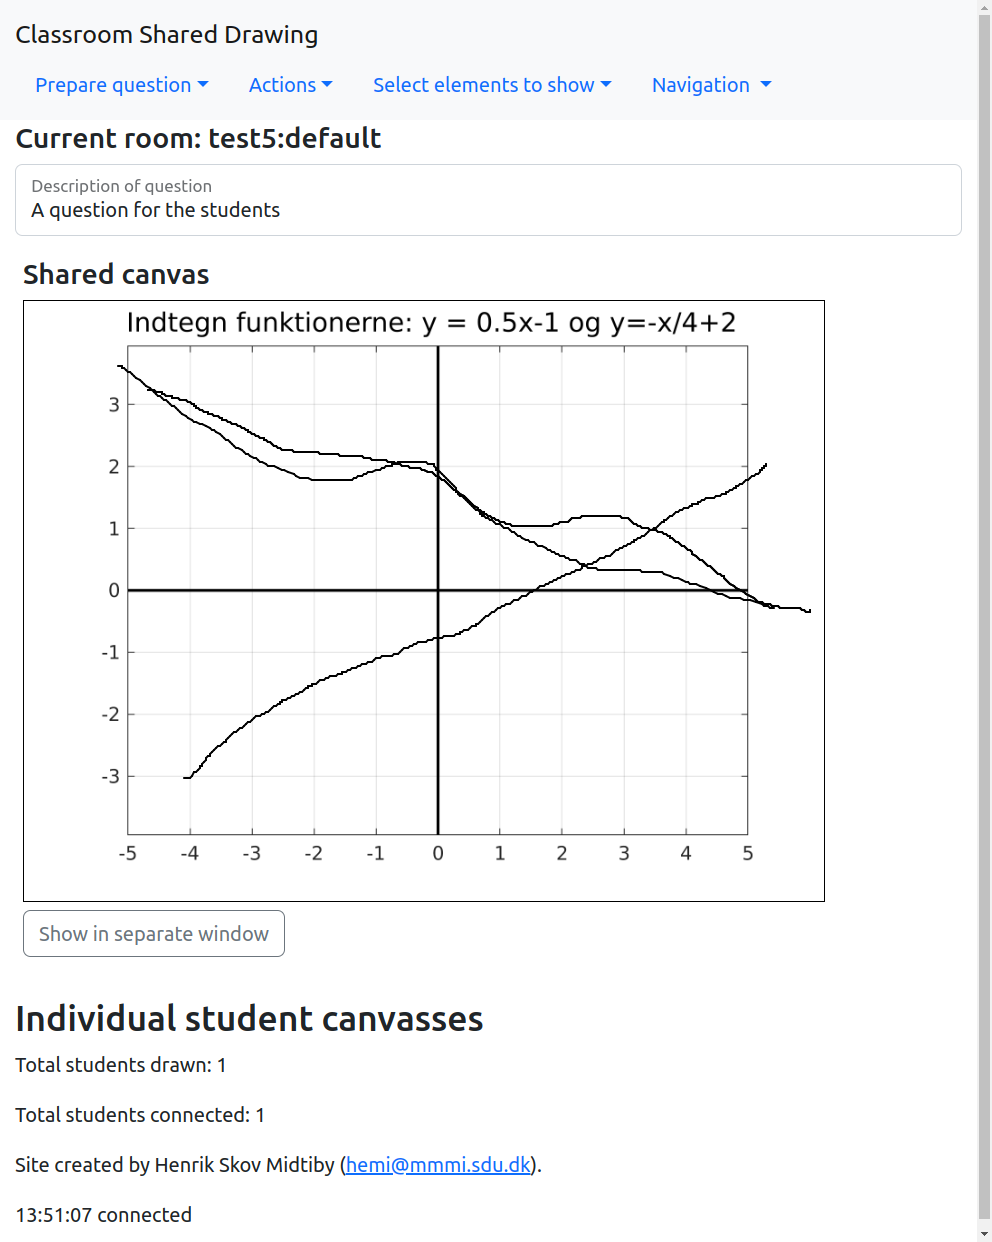 Classroom Shared Drawing
Prepare question Actions Select elements to show Navigation
Current room: test5:default
Description of question
A question for the students
Shared canvas
Indtegn funktionerne: y = 0.5x-1 og y=-x/4+2
3
2
1
0
-1
-2
-3
-5 -4 -3 -2 -1 0 1 2 3 4 5
Show in separate window
Individual student canvasses
Total students drawn: 1
Total students connected: 1
Site created by Henrik Skov Midtiby (hemi@mmmi.sdu.dk).
13:51:07 connected